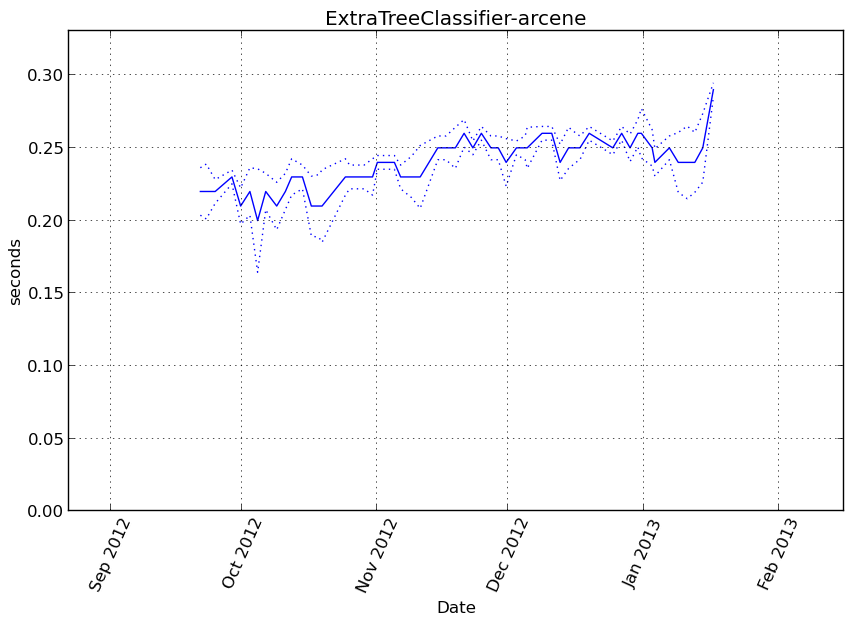 ExtraTreeClassifier-arcene
0.30
0.25
0.20
0.15
0.10
0.05
0.00
seconds
Sep 2012
Oct 2012
Nov 2012
Dec 2012
Jan 2013
Feb 2013
Date